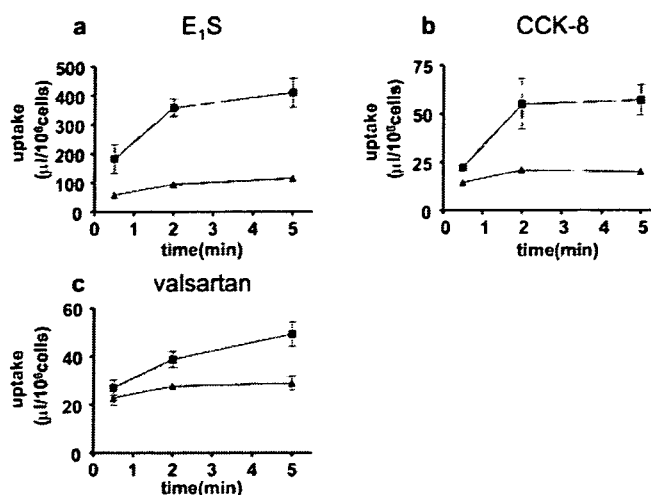 a E₁S
uptake
(µl/10⁶cells)
500
400
300
200
100
0
0 1 2 3 4 5
time(min)
b CCK-8
uptake
(µl/10⁶cells)
75
50
25
0
0 1 2 3 4 5
time(min)
c valsartan
uptake
(µl/10⁶cells)
60
40
20
0
0 1 2 3 4 5
time(min)